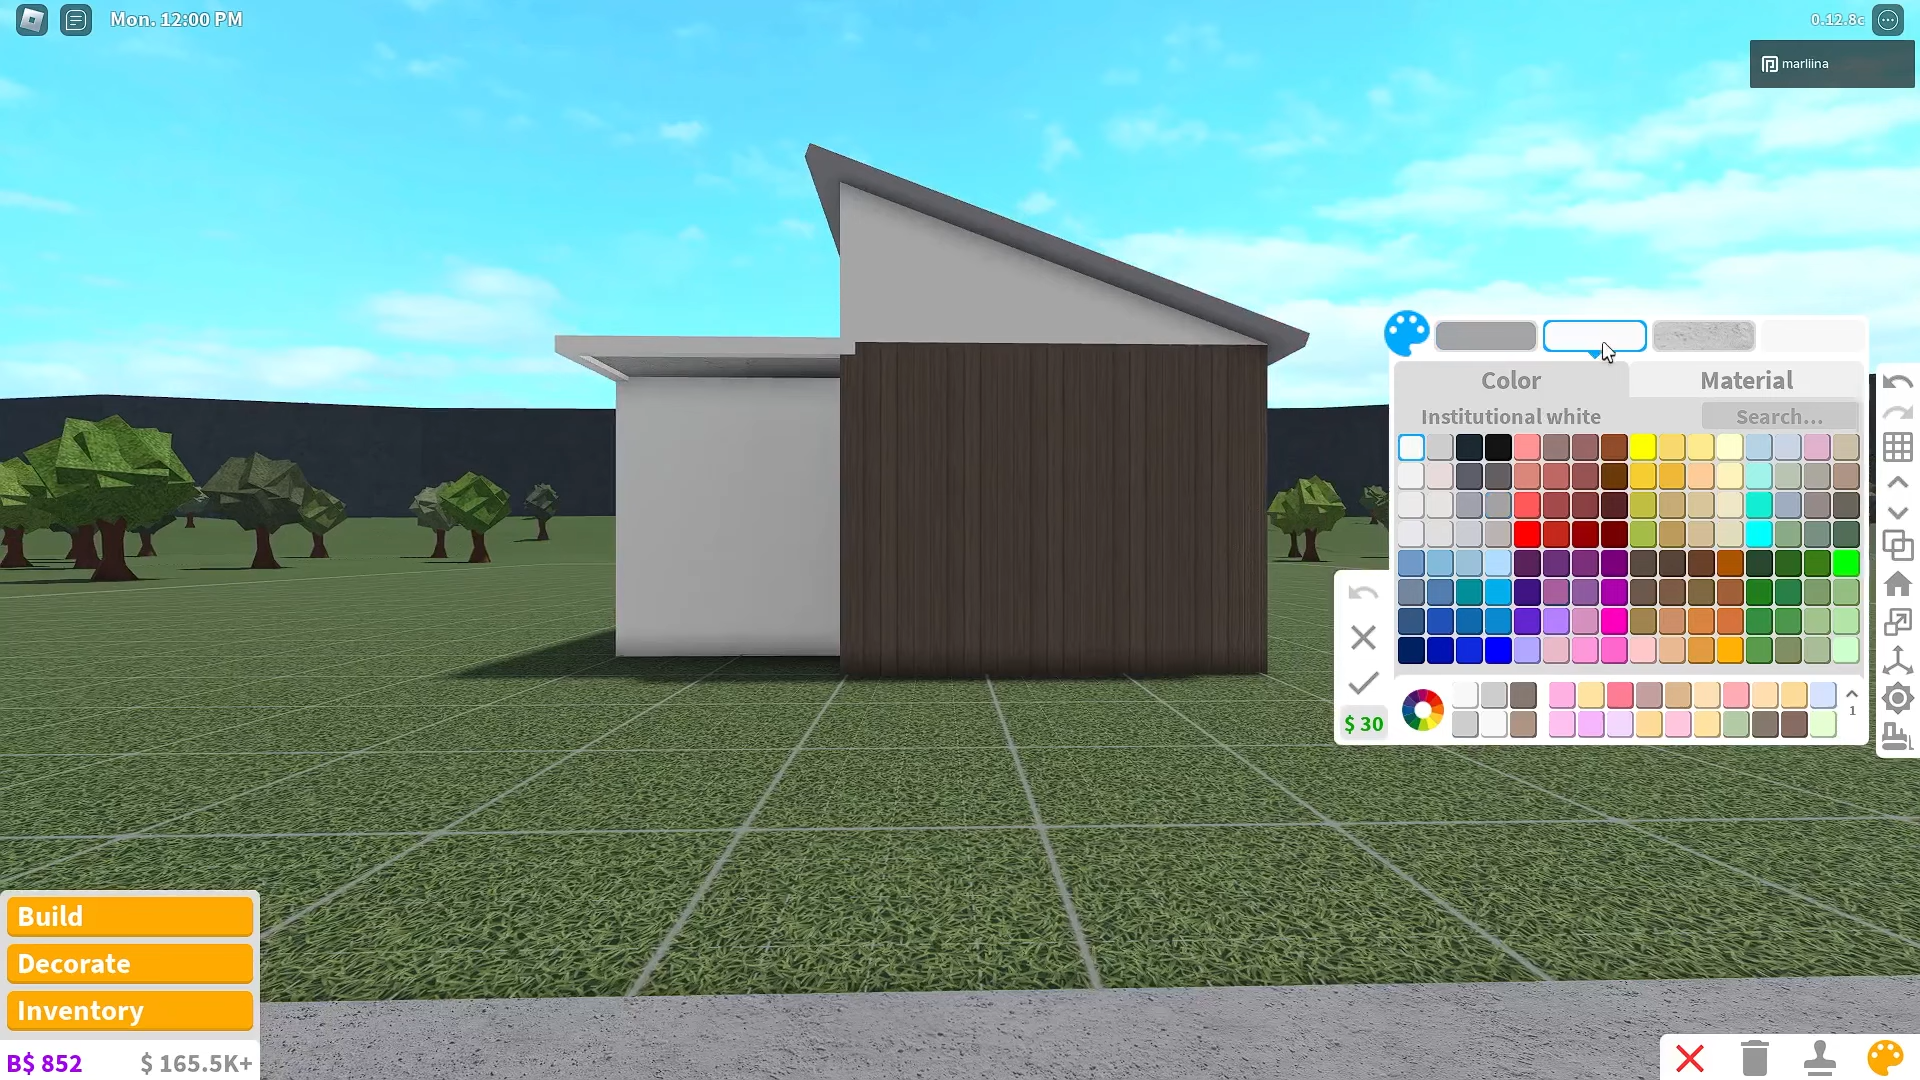 Mon. 12:00 PM
0.12.8c
marliina
Color
Material
Institutional white
Search...
$ 30
1
Build
Decorate
Inventory
B$ 852
$ 165.5K+